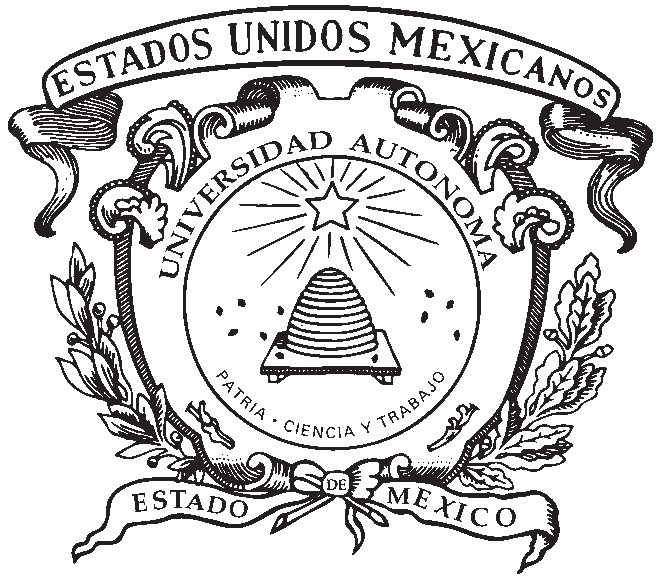 ESTADOS UNIDOS MEXICANOS
UNIVERSIDAD AUTONOMA
PATRIA · CIENCIA Y TRABAJO
ESTADO DE MEXICO